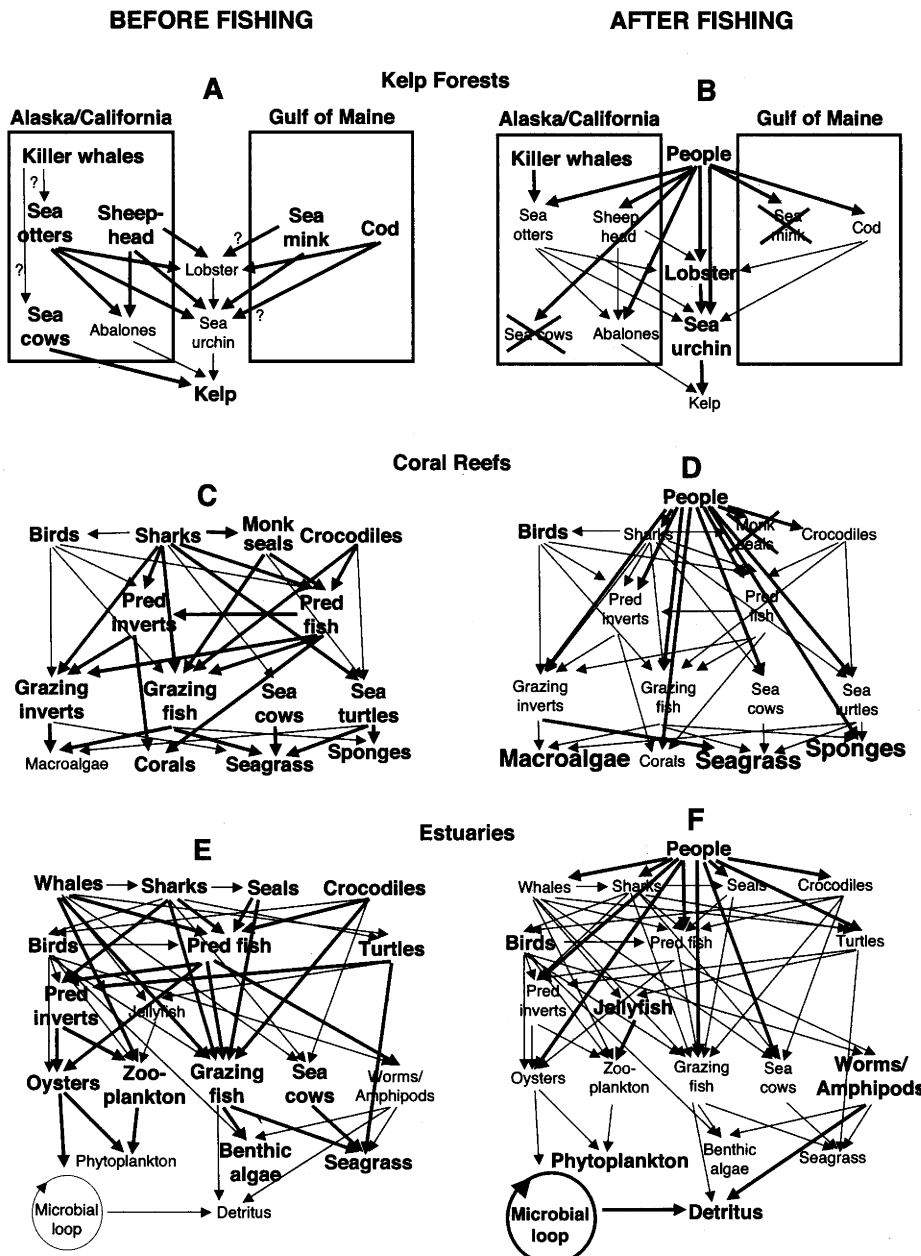 BEFORE FISHING
AFTER FISHING
Kelp Forests
A
Alaska/California
Gulf of Maine
Killer whales
?
Sea
otters
Sheep-
head
Sea
mink
Cod
?
Lobster
?
Sea
cows
Abalones
Sea
urchin
?
Kelp
B
Alaska/California
Gulf of Maine
Killer whales
People
Sea
otters
Sheep
head
Sea
mink
Cod
Lobster
Sea cows
Abalones
Sea
urchin
Kelp
Coral Reefs
C
Birds
Sharks
Monk
seals
Crocodiles
Pred
inverts
Pred
fish
Grazing
inverts
Grazing
fish
Sea
cows
Sea
turtles
Macroalgae
Corals
Seagrass
Sponges
D
People
Birds
Sharks
Monk
seals
Crocodiles
Pred
inverts
Pred
fish
Grazing
inverts
Grazing
fish
Sea
cows
Sea
turtles
Macroalgae
Corals
Seagrass
Sponges
Estuaries
E
Whales
Sharks
Seals
Crocodiles
Birds
Pred fish
Turtles
Pred
inverts
Jellyfish
Oysters
Zoo-
plankton
Grazing
fish
Sea
cows
Worms/
Amphipods
Phytoplankton
Benthic
algae
Seagrass
Microbial
loop
Detritus
F
People
Whales
Sharks
Seals
Crocodiles
Birds
Pred fish
Turtles
Pred
inverts
Jellyfish
Oysters
Zoo-
plankton
Grazing
fish
Sea
cows
Worms/
Amphipods
Phytoplankton
Benthic
algae
Seagrass
Microbial
loop
Detritus